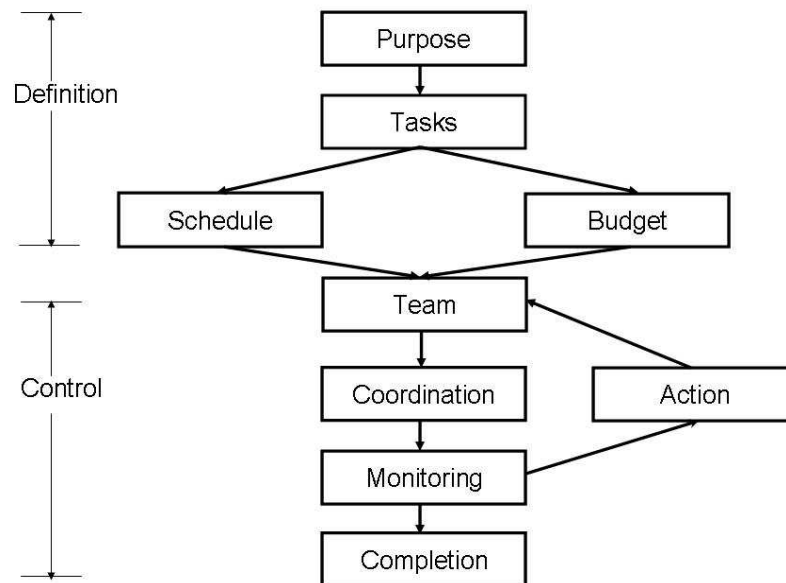 Purpose
Definition
Tasks
Schedule
Budget
Team
Control
Coordination
Action
Monitoring
Completion